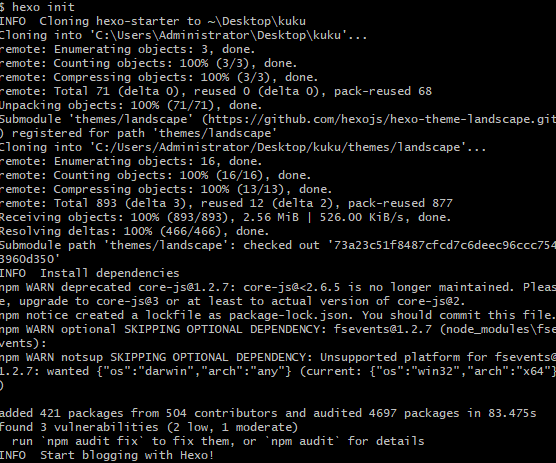 $ hexo init
INFO  Cloning hexo-starter to ~\Desktop\kuku
Cloning into 'C:\Users\Administrator\Desktop\kuku'...
remote: Enumerating objects: 3, done.
remote: Counting objects: 100% (3/3), done.
remote: Compressing objects: 100% (3/3), done.
remote: Total 71 (delta 0), reused 0 (delta 0), pack-reused 68
Unpacking objects: 100% (71/71), done.
Submodule 'themes/landscape' (https://github.com/hexojs/hexo-theme-landscape.git
) registered for path 'themes/landscape'
Cloning into 'C:/Users/Administrator/Desktop/kuku/themes/landscape'...
remote: Enumerating objects: 16, done.
remote: Counting objects: 100% (16/16), done.
remote: Compressing objects: 100% (13/13), done.
remote: Total 893 (delta 3), reused 12 (delta 2), pack-reused 877
Receiving objects: 100% (893/893), 2.56 MiB | 526.00 KiB/s, done.
Resolving deltas: 100% (466/466), done.
Submodule path 'themes/landscape': checked out '73a23c51f8487cfcd7c6deec96ccc754
3960d350'
INFO  Install dependencies
npm WARN deprecated core-js@1.2.7: core-js@<2.6.5 is no longer maintained. Pleas
e, upgrade to core-js@3 or at least to actual version of core-js@2.
npm notice created a lockfile as package-lock.json. You should commit this file.
npm WARN optional SKIPPING OPTIONAL DEPENDENCY: fsevents@1.2.7 (node_modules\fse
vents):
npm WARN notsup SKIPPING OPTIONAL DEPENDENCY: Unsupported platform for fsevents@
1.2.7: wanted {"os":"darwin","arch":"any"} (current: {"os":"win32","arch":"x64"}
)
added 421 packages from 504 contributors and audited 4697 packages in 83.475s
found 3 vulnerabilities (2 low, 1 moderate)
  run `npm audit fix` to fix them, or `npm audit` for details
INFO  Start blogging with Hexo!